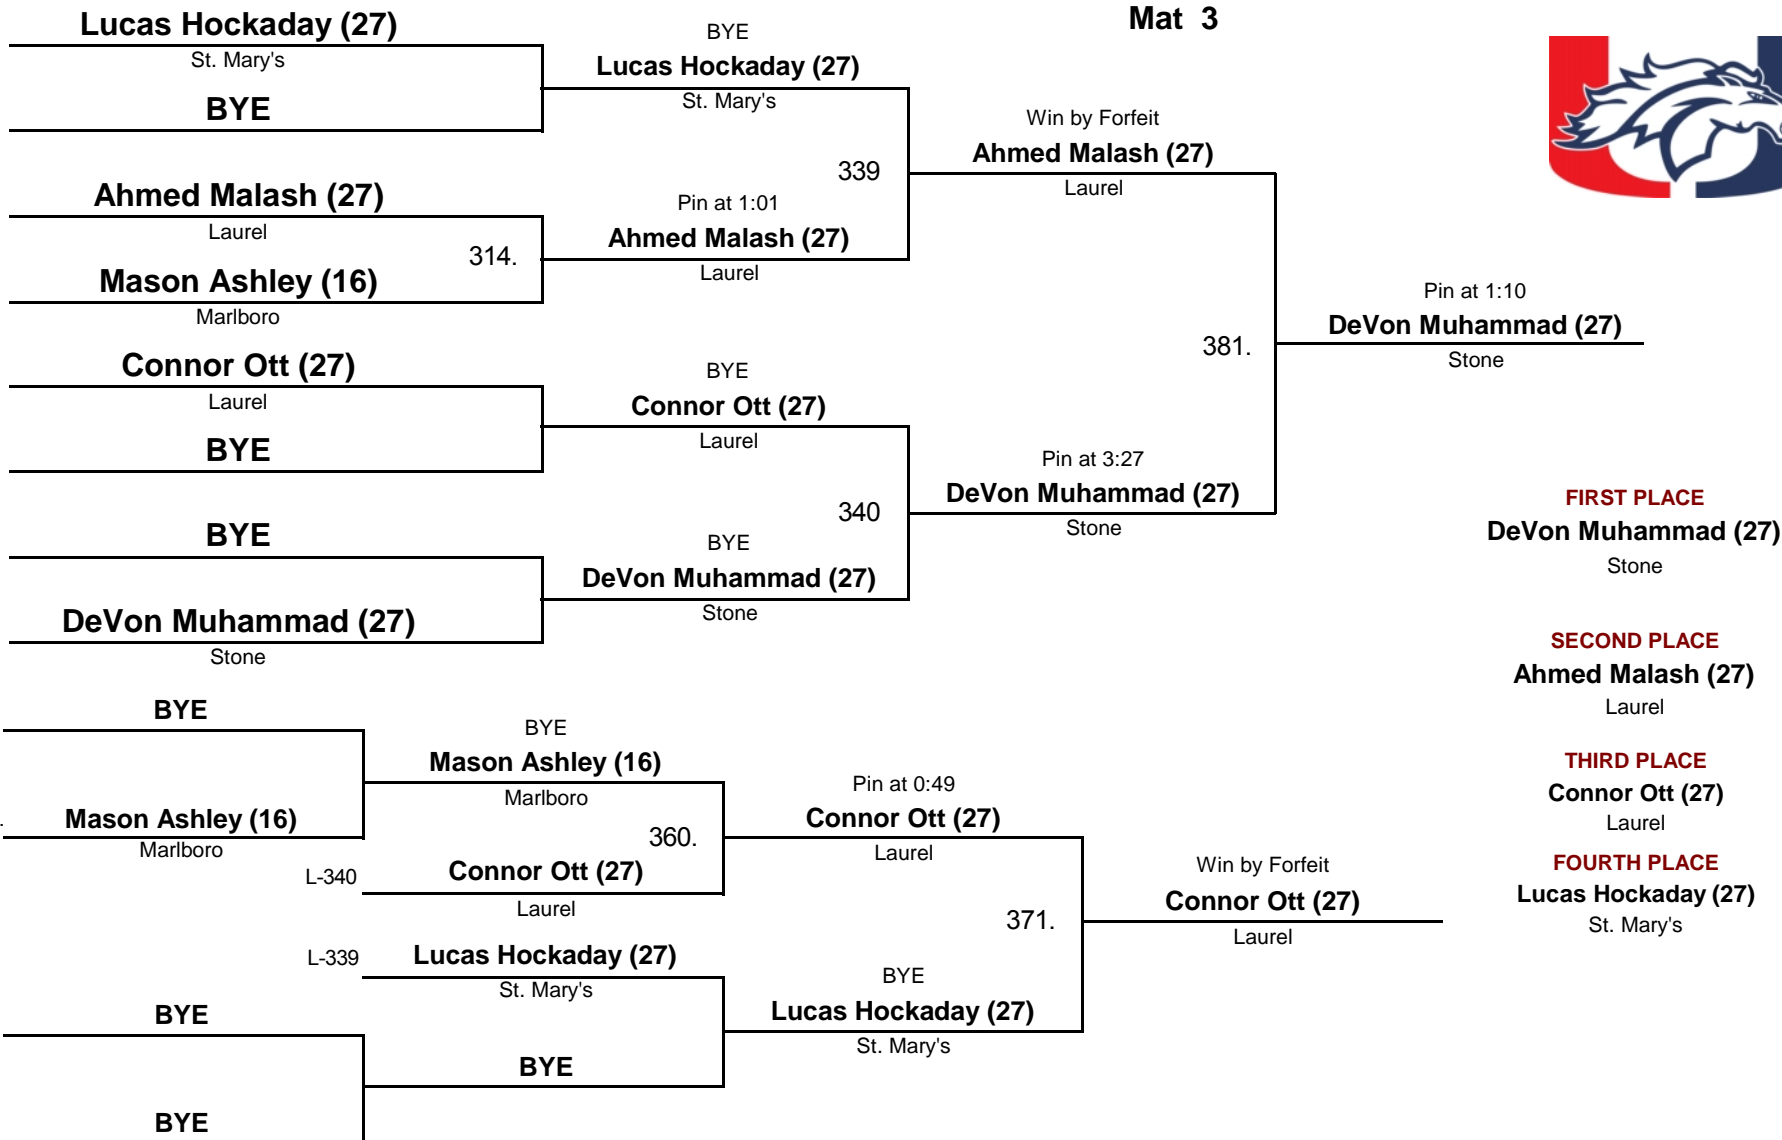 Mat 3
Lucas Hockaday (27)
St. Mary's
BYE
Ahmed Malash (27)
Laurel
314.
Mason Ashley (16)
Marlboro
Connor Ott (27)
Laurel
BYE
BYE
DeVon Muhammad (27)
Stone
BYE
Lucas Hockaday (27)
St. Mary's
339
Pin at 1:01
Ahmed Malash (27)
Laurel
BYE
Connor Ott (27)
Laurel
340
BYE
DeVon Muhammad (27)
Stone
Win by Forfeit
Ahmed Malash (27)
Laurel
381.
Pin at 3:27
DeVon Muhammad (27)
Stone
Pin at 1:10
DeVon Muhammad (27)
Stone
BYE
Mason Ashley (16)
Marlboro
BYE
BYE
BYE
Mason Ashley (16)
Marlboro
360.
L-340
Connor Ott (27)
Laurel
L-339
Lucas Hockaday (27)
St. Mary's
BYE
Pin at 0:49
Connor Ott (27)
Laurel
371.
BYE
Lucas Hockaday (27)
St. Mary's
Win by Forfeit
Connor Ott (27)
Laurel
FIRST PLACE
DeVon Muhammad (27)
Stone
SECOND PLACE
Ahmed Malash (27)
Laurel
THIRD PLACE
Connor Ott (27)
Laurel
FOURTH PLACE
Lucas Hockaday (27)
St. Mary's